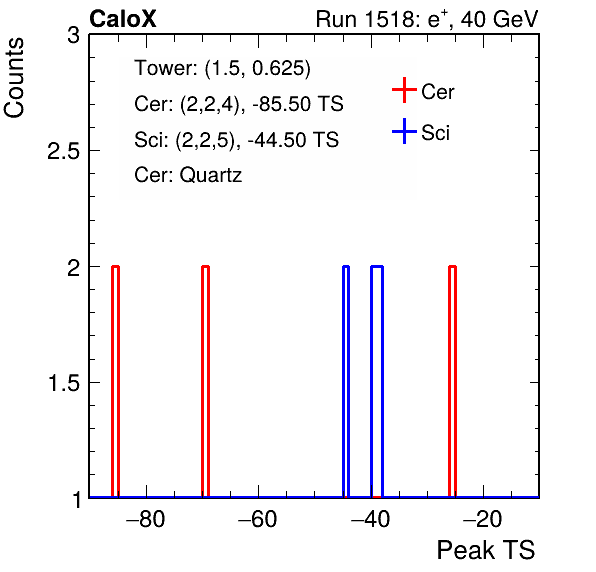 CaloX Run 1518: e⁺, 40 GeV
Counts
3
2.5
2
1.5
1
Tower: (1.5, 0.625)
Cer: (2,2,4), -85.50 TS
Sci: (2,2,5), -44.50 TS
Cer: Quartz
Cer
Sci
−80 −60 −40 −20
Peak TS